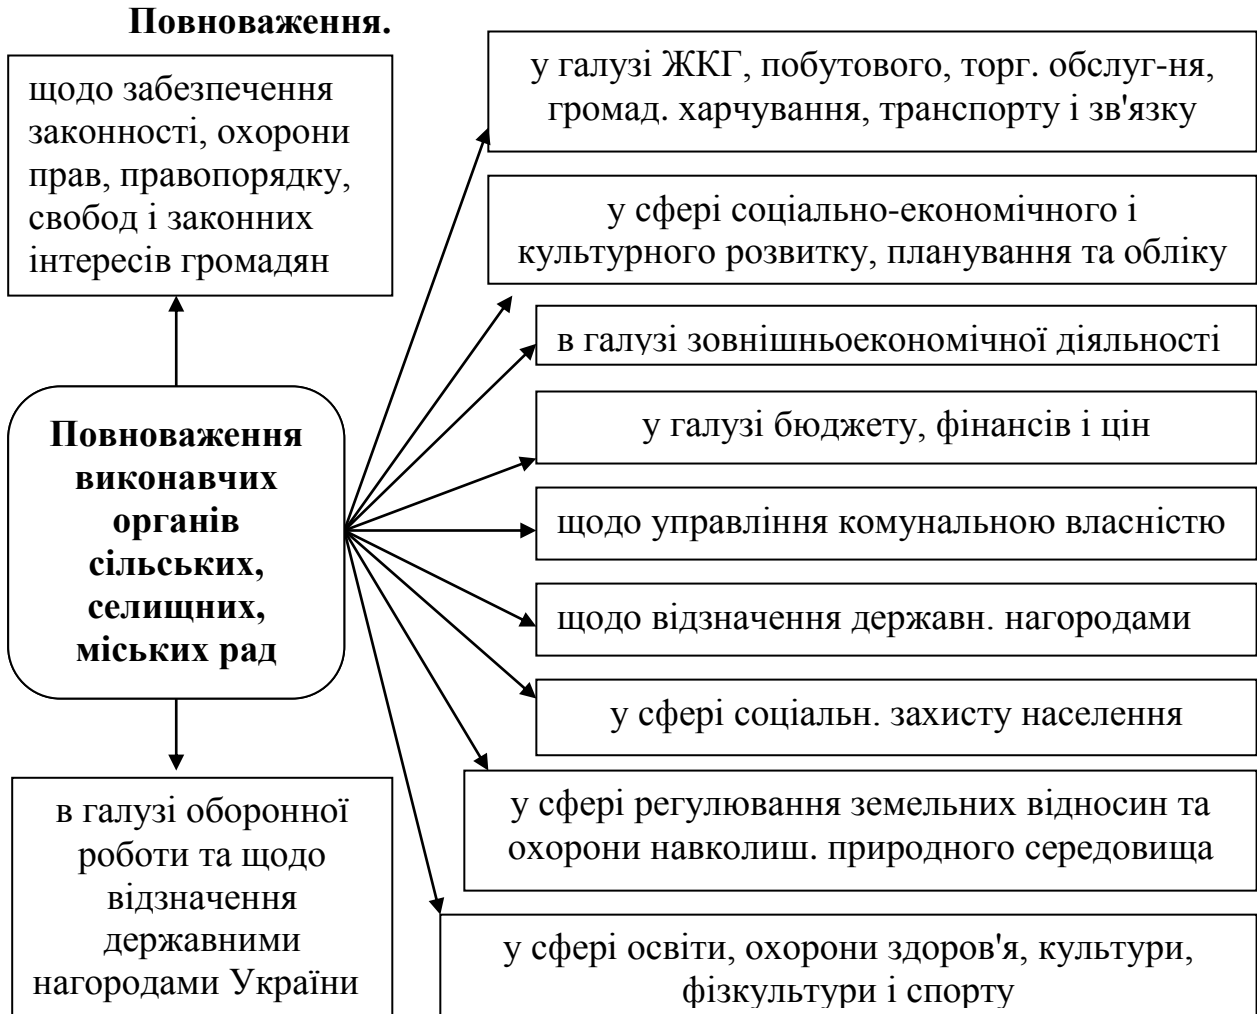 Повноваження.
щодо забезпечення
законності, охорони
прав, правопорядку,
свобод і законних
інтересів громадян
Повноваження
виконавчих
органів
сільських,
селищних,
міських рад
в галузі оборонної
роботи та щодо
відзначення
державними
нагородами України
у галузі ЖКГ, побутового, торг. обслуг-ня,
громад. харчування, транспорту і зв'язку
у сфері соціально-економічного і
культурного розвитку, планування та обліку
в галузі зовнішньоекономічної діяльності
у галузі бюджету, фінансів і цін
щодо управління комунальною власністю
щодо відзначення державн. нагородами
у сфері соціальн. захисту населення
у сфері регулювання земельних відносин та
охорони навколиш. природного середовища
у сфері освіти, охорони здоров'я, культури,
фізкультури і спорту